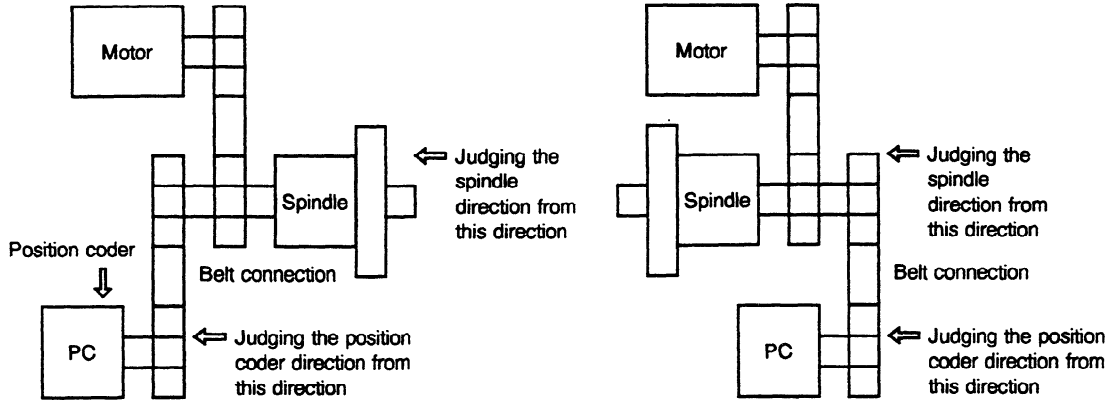 Motor
Judging the
spindle
direction from
this direction
Spindle
Position coder
Belt connection
PC
Judging the position
coder direction from
this direction
Motor
Judging the
spindle
direction from
this direction
Spindle
Belt connection
PC
Judging the position
coder direction from
this direction